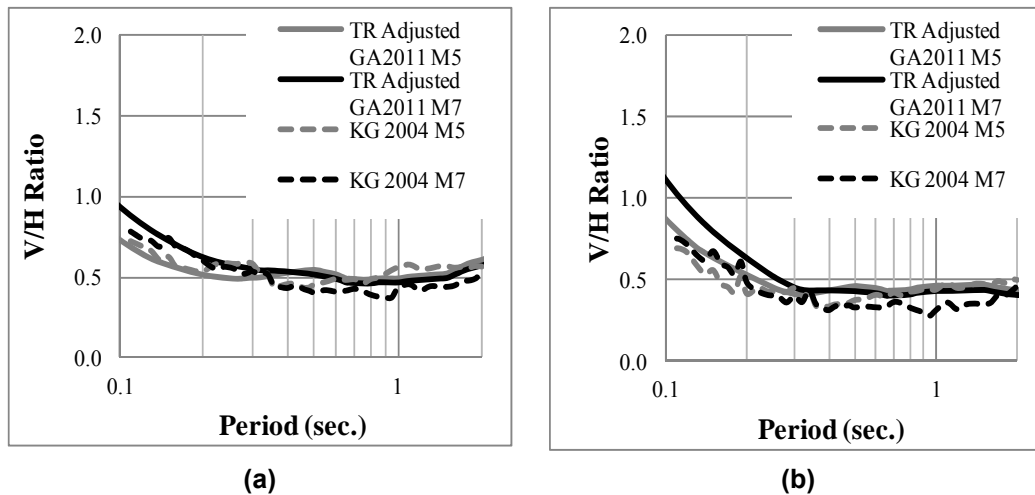 2.0
1.5
1.0
0.5
0.0
V/H Ratio
TR Adjusted
GA2011 M5
TR Adjusted
GA2011 M7
KG 2004 M5
KG 2004 M7
0.1
1
Period (sec.)
(a)
2.0
1.5
1.0
0.5
0.0
V/H Ratio
TR Adjusted
GA2011 M5
TR Adjusted
GA2011 M7
KG 2004 M5
KG 2004 M7
0.1
1
Period (sec.)
(b)